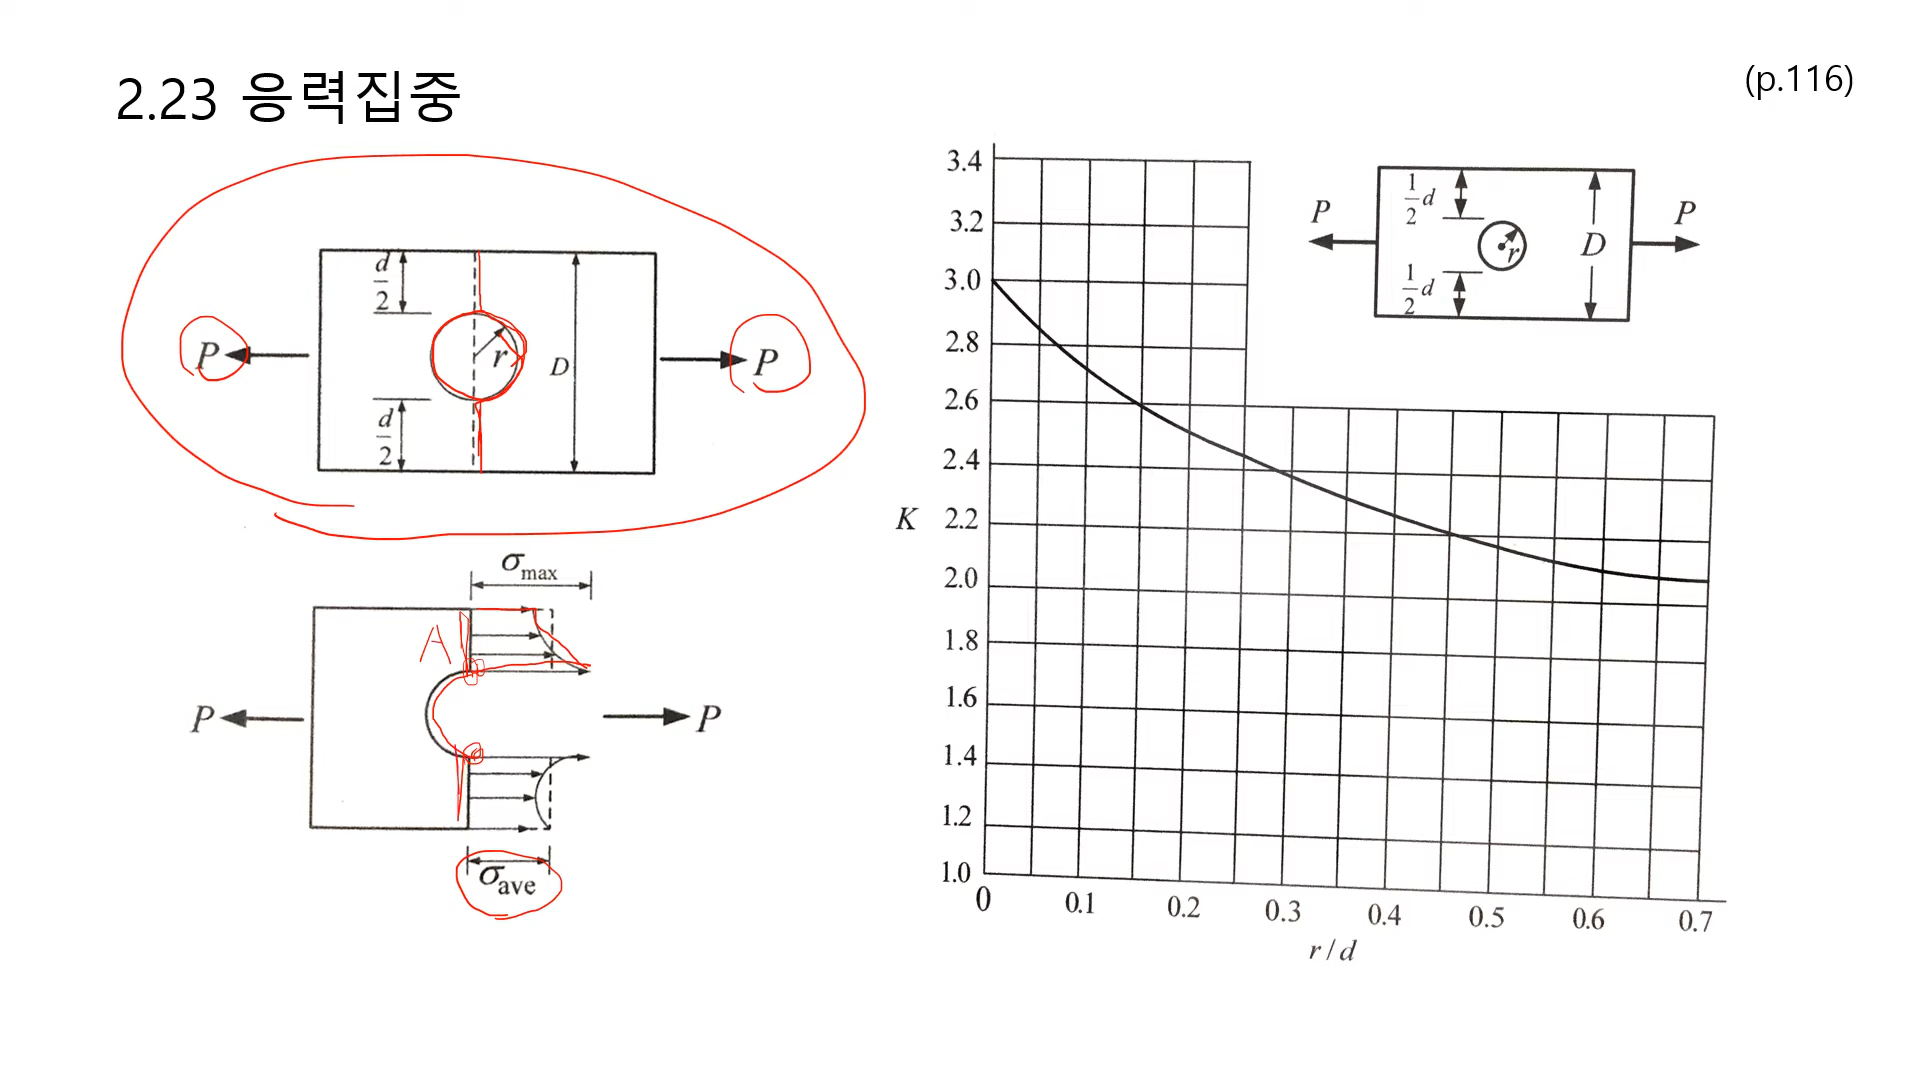 2.23 응력집중
(p.116)
d
2
r
D
P
P
d
2
σmax
A
P
P
σave
3.4
3.2
3.0
2.8
2.6
2.4
K
2.2
2.0
1.8
1.6
1.4
1.2
1.0
0 0.1 0.2 0.3 0.4 0.5 0.6 0.7
r/d
1
2
d
P
P
D
r
1
2
d